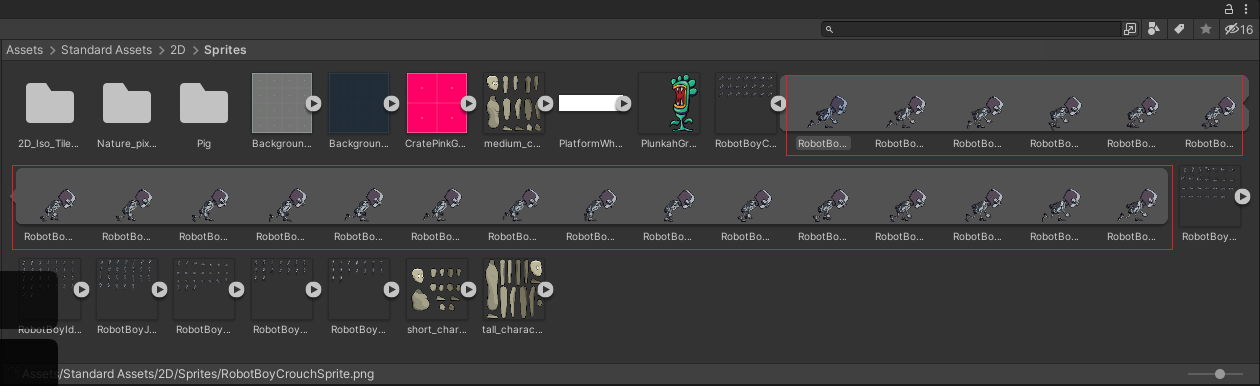 16
Assets > Standard Assets > 2D > Sprites
2D_Iso_Tile... Nature_pix... Pig Backgroun... Backgroun... CratePinkG... medium_c... PlatformWh... PlunkahGr... RobotBoyC... RobotBo... RobotBo... RobotBo... RobotBo... RobotBo... RobotBo...
RobotBo... RobotBo... RobotBo... RobotBo... RobotBo... RobotBo... RobotBo... RobotBo... RobotBo... RobotBo... RobotBo... RobotBo... RobotBo... RobotBo... RobotBo... RobotBoy...
RobotBoyId... RobotBoyJ... RobotBoy... RobotBoy... RobotBoy... short_char... tall_charac...
Assets/Standard Assets/2D/Sprites/RobotBoyCrouchSprite.png